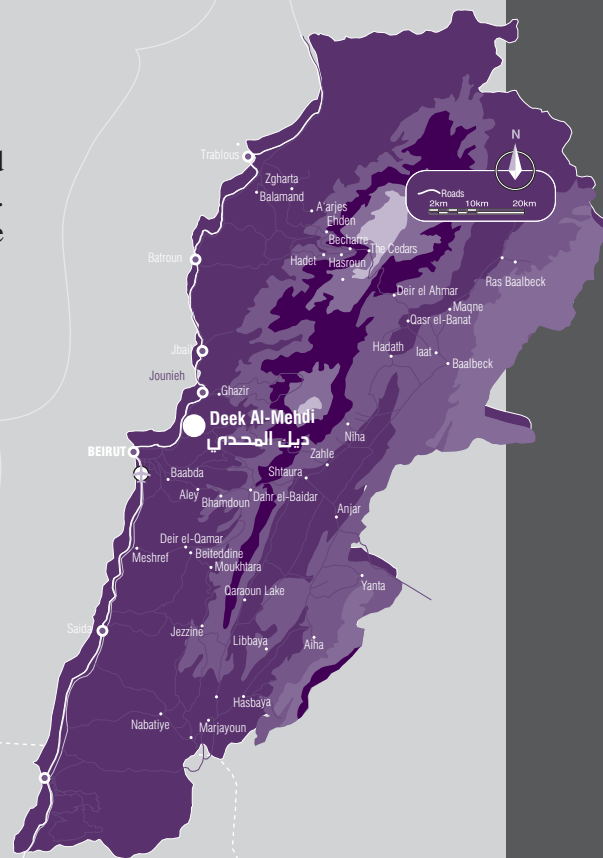 N
Roads
2km 10km 20km
Trablous
Zgharta
Balamand
A'arjes
Ehden
Becharre
The Cedars
Batroun
Hadet
Hasroun
Ras Baalbeck
Deir el Ahmar
Maqne
Qasr el-Banat
Jbail
Hadath
Iaat
Baalbeck
Jounieh
Ghazir
Deek Al-Mehdi
ديك المحدي
Niha
BEIRUT
Zahle
Baabda
Shtaura
Aley
Bhamdoun
Dahr el-Baidar
Anjar
Deir el-Qamar
Meshref
Beiteddine
Moukhtara
Yanta
Qaraoun Lake
Saida
Jezzine
Libbaya
Aiha
Hasbaya
Nabatiye
Marjayoun